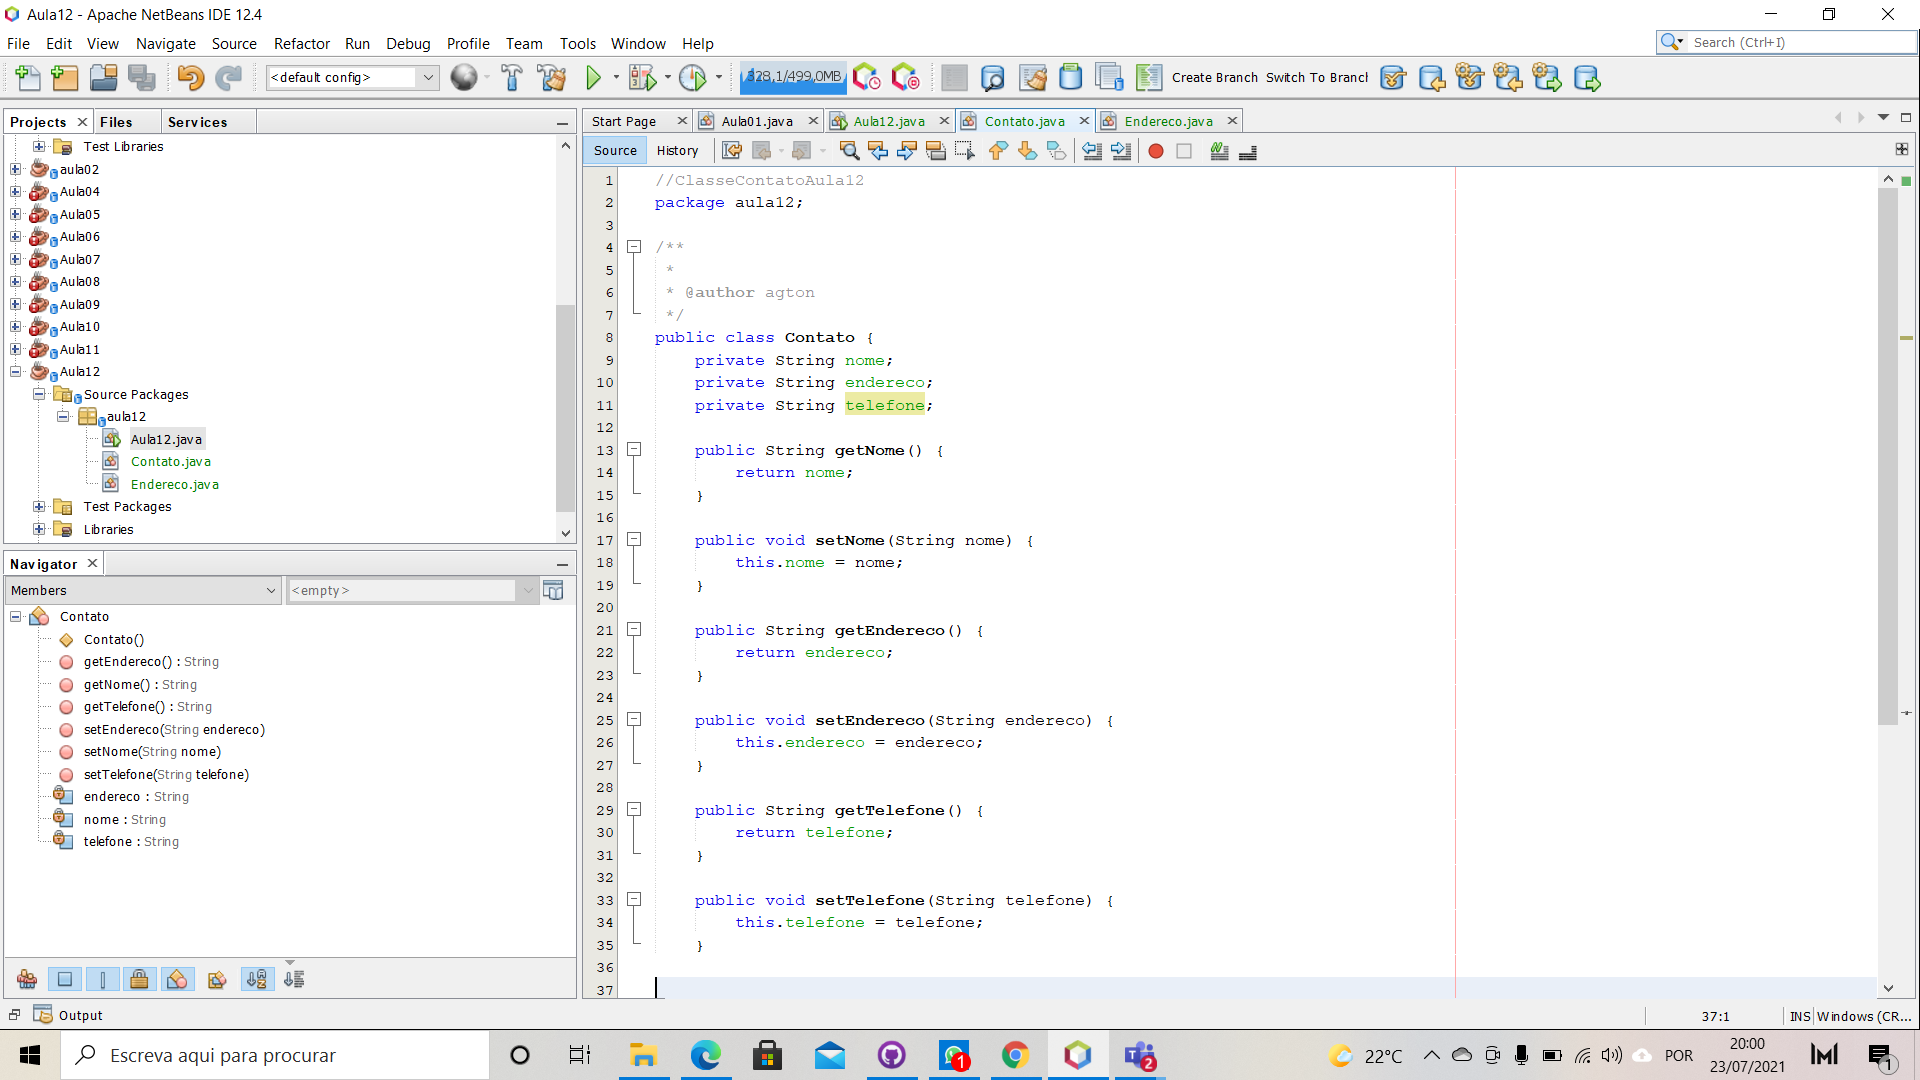 Aula12 - Apache NetBeans IDE 12.4
File Edit View Navigate Source Refactor Run Debug Profile Team Tools Window Help
Search (Ctrl+I)
<default config>
328,1/499,0MB
Create Branch Switch To Branch
Projects Files Services
Start Page Aula01.java Aula12.java Contato.java Endereco.java
Source History
Test Libraries
aula02
Aula04
Aula05
Aula06
Aula07
Aula08
Aula09
Aula10
Aula11
Aula12
Source Packages
aula12
Aula12.java
Contato.java
Endereco.java
Test Packages
Libraries
Navigator
Members
<empty>
Contato
Contato()
getEndereco() : String
getNome() : String
getTelefone() : String
setEndereco(String endereco)
setNome(String nome)
setTelefone(String telefone)
endereco : String
nome : String
telefone : String
1 //ClasseContatoAula12
2 package aula12;
3
4 /**
5 *
6 * @author agton
7 */
8 public class Contato {
9 private String nome;
10 private String endereco;
11 private String telefone;
12
13 public String getNome() {
14 return nome;
15 }
16
17 public void setNome(String nome) {
18 this.nome = nome;
19 }
20
21 public String getEndereco() {
22 return endereco;
23 }
24
25 public void setEndereco(String endereco) {
26 this.endereco = endereco;
27 }
28
29 public String getTelefone() {
30 return telefone;
31 }
32
33 public void setTelefone(String telefone) {
34 this.telefone = telefone;
35 }
36
37
Output
37:1 INS Windows (CR...
Escreva aqui para procurar
1
2
22°C
POR
20:00
23/07/2021
1